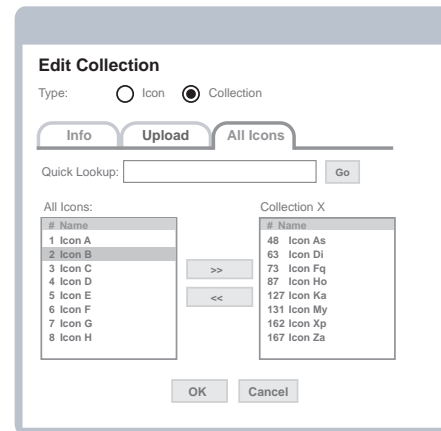 Edit Collection
Type: Icon Collection
Info Upload All Icons
Quick Lookup: Go
All Icons:
# Name
1 Icon A
2 Icon B
3 Icon C
4 Icon D
5 Icon E
6 Icon F
7 Icon G
8 Icon H
>>
<<
Collection X
# Name
48 Icon As
63 Icon Di
73 Icon Fq
87 Icon Ho
127 Icon Ka
131 Icon My
162 Icon Xp
167 Icon Za
OK Cancel